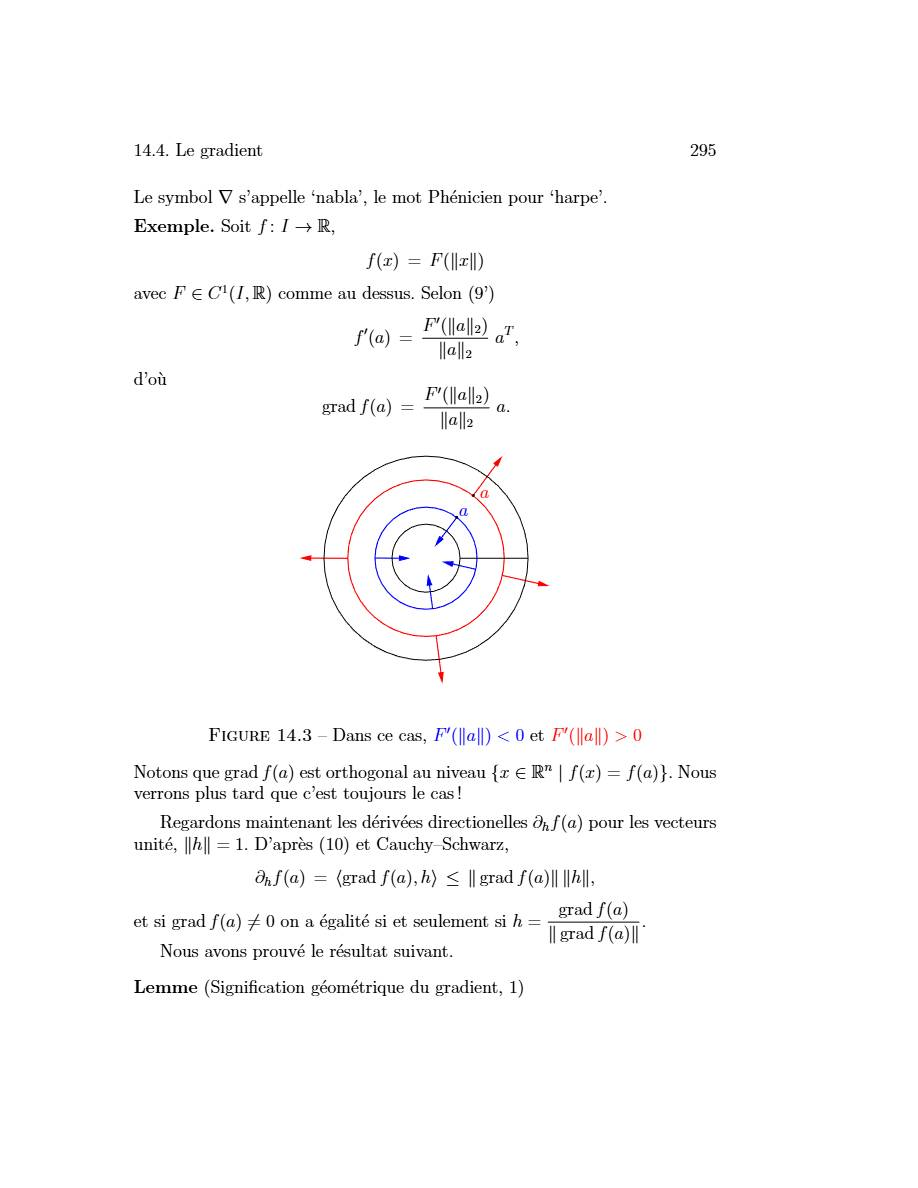 14.4. Le gradient 295
Le symbol ∇ s'appelle ‘nabla’, le mot Phénicien pour ‘harpe’.
Exemple. Soit f : I → ℝ,
f(x) = F(‖x‖)
avec F ∈ C¹(I, ℝ) comme au dessus. Selon (9’)
f′(a) = F′(‖a‖₂) / ‖a‖₂ aᵀ,
d'où
grad f(a) = F′(‖a‖₂) / ‖a‖₂ a.
a
a
FIGURE 14.3 – Dans ce cas, F′(‖a‖) < 0 et F′(‖a‖) > 0
Notons que grad f(a) est orthogonal au niveau {x ∈ ℝⁿ | f(x) = f(a)}. Nous
verrons plus tard que c'est toujours le cas !
Regardons maintenant les dérivées directionelles ∂ₕf(a) pour les vecteurs
unité, ‖h‖ = 1. D'après (10) et Cauchy–Schwarz,
∂ₕf(a) = ⟨grad f(a), h⟩ ≤ ‖ grad f(a)‖ ‖h‖,
et si grad f(a) ≠ 0 on a égalité si et seulement si h = grad f(a) / ‖ grad f(a)‖.
Nous avons prouvé le résultat suivant.
Lemme (Signification géométrique du gradient, 1)